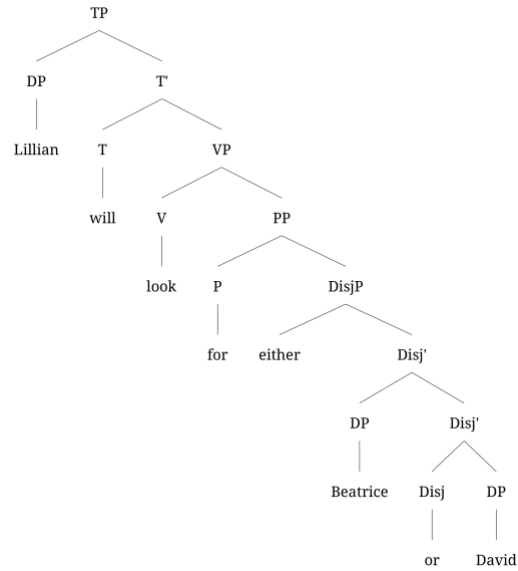 TP
DP T'
Lillian T VP
will V PP
look P DisjP
for either Disj'
DP Disj'
Beatrice Disj DP
or David